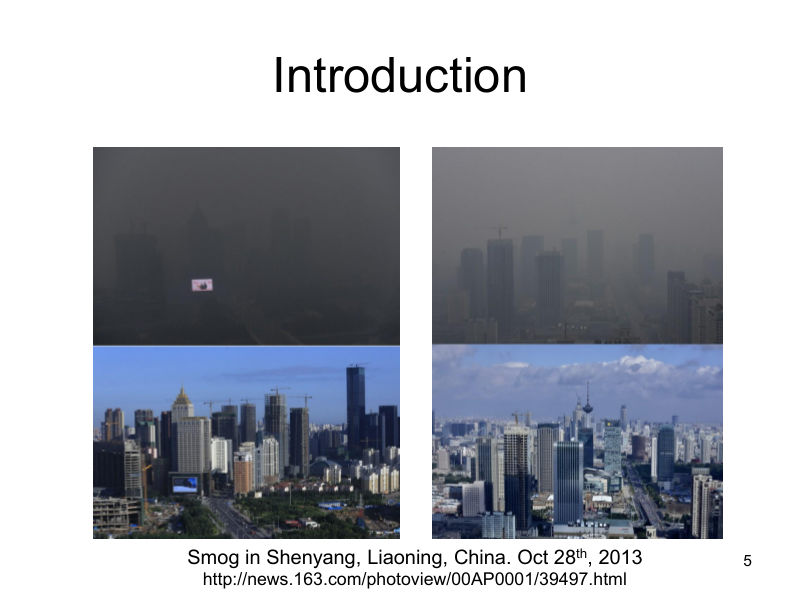 Introduction
Smog in Shenyang, Liaoning, China. Oct 28th, 2013
http://news.163.com/photoview/00AP0001/39497.html
5